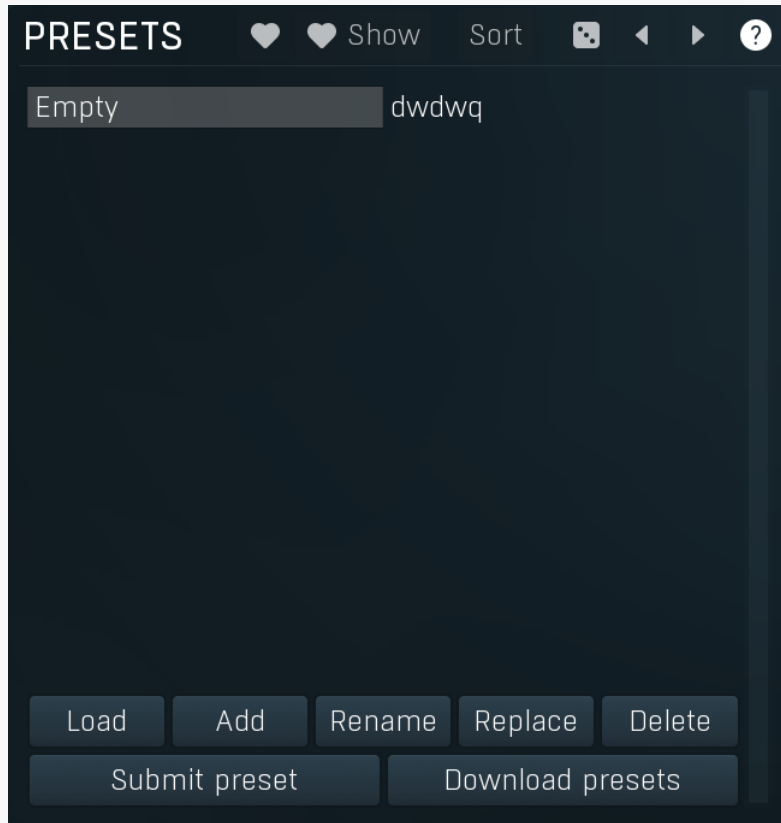 PRESETS Show Sort ?
Empty dwdwq
Load Add Rename Replace Delete
Submit preset Download presets